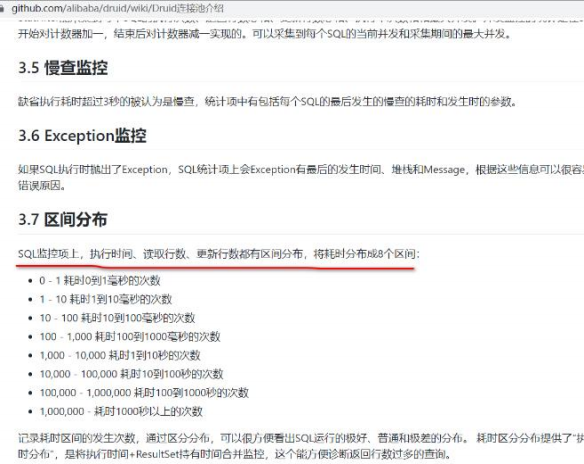 github.com/alibaba/druid/wiki/Druid连接池介绍
开始对计数器加一，结束后对计数器减一实现的。可以采集到每个SQL的当前并发和采集期间的最大并发。
3.5 慢查监控
缺省执行耗时超过3秒的被认为是慢查，统计项中有包括每个SQL的最后发生的慢查的耗时和发生时的参数。
3.6 Exception监控
如果SQL执行时抛出了Exception，SQL统计项上会Exception有最后的发生时间、堆栈和Message，根据这些信息可以很容
错误原因。
3.7 区间分布
SQL监控项上，执行时间、读取行数、更新行数都有区间分布，将耗时分布成8个区间：
0 - 1 耗时0到1毫秒的次数
1 - 10 耗时1到10毫秒的次数
10 - 100 耗时10到100毫秒的次数
100 - 1,000 耗时100到1000毫秒的次数
1,000 - 10,000 耗时1到10秒的次数
10,000 - 100,000 耗时10到100秒的次数
100,000 - 1,000,000 耗时100到1000秒的次数
1,000,000 - 耗时1000秒以上的次数
记录耗时区间的发生次数，通过区分分布，可以很方便看出SQL运行的极好、普通和极差的分布。 耗时区分分布提供了“执
时分布”，是将执行时间+ResultSet持有时间合并监控，这个能方便诊断返回行数过多的查询。